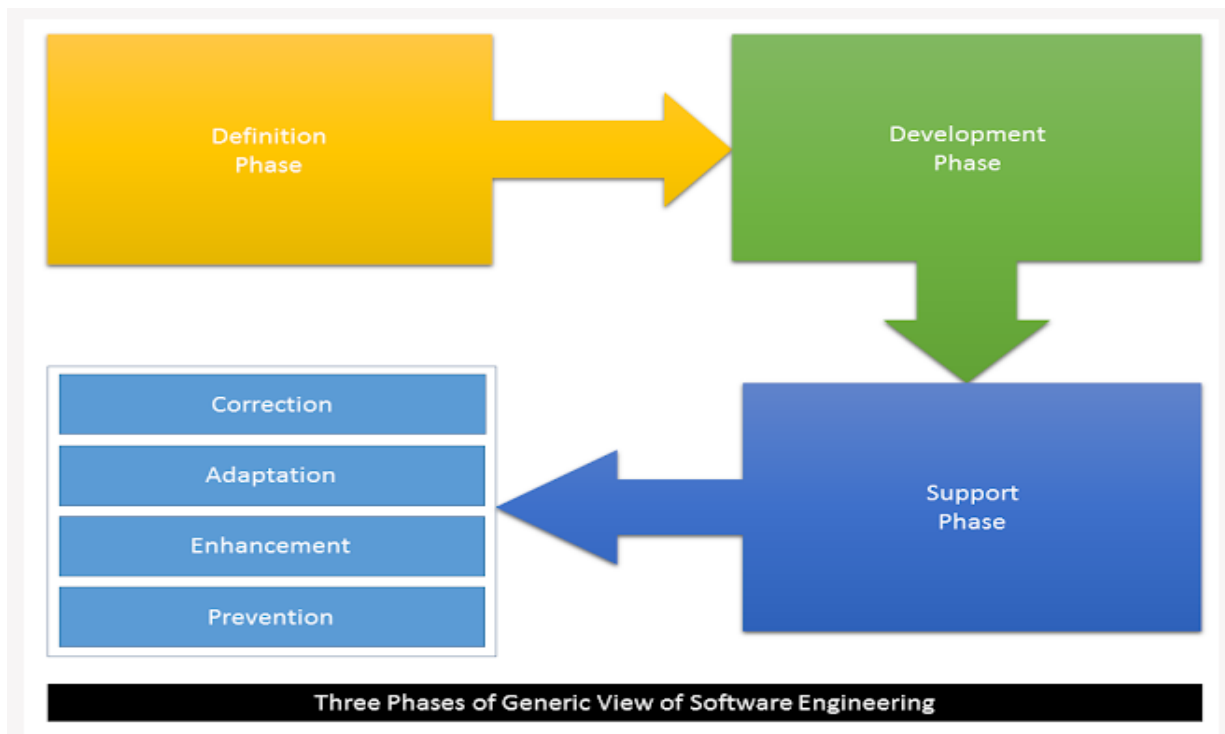 Definition
Phase
Development
Phase
Support
Phase
Correction
Adaptation
Enhancement
Prevention
Three Phases of Generic View of Software Engineering